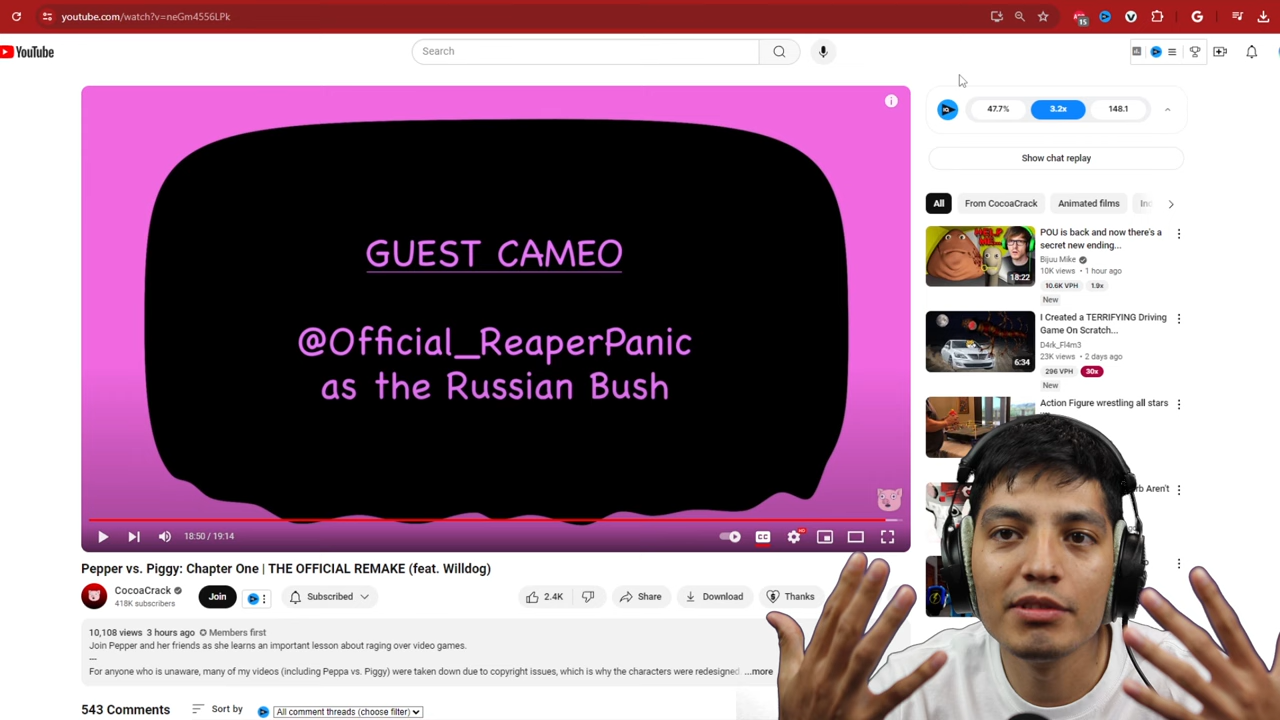 youtube.com/watch?v=neGm4556LPk
15
YouTube
Search
GUEST CAMEO
@Official_ReaperPanic
as the Russian Bush
18:50 / 19:14
CC
HD
Pepper vs. Piggy: Chapter One | THE OFFICIAL REMAKE (feat. Willdog)
CocoaCrack
418K subscribers
Join
Subscribed
2.4K
Share
Download
Thanks
10,108 views 3 hours ago Members first
Join Pepper and her friends as she learns an important lesson about raging over video games.
---
For anyone who is unaware, many of my videos (including Peppa vs. Piggy) were taken down due to copyright issues, which is why the characters were redesigned. ...more
543 Comments
Sort by
All comment threads (choose filter)
47.7%
3.2x
148.1
Show chat replay
All
From CocoaCrack
Animated films
HELP ME...
18:22
POU is back and now there's a
secret new ending...
Bijuu Mike
10K views • 1 hour ago
10.6K VPH
1.9x
New
6:34
I Created a TERRIFYING Driving
Game On Scratch...
D4rk_Fl4m3
23K views • 2 days ago
296 VPH
30x
New
Action Figure wrestling all stars
rb Aren't